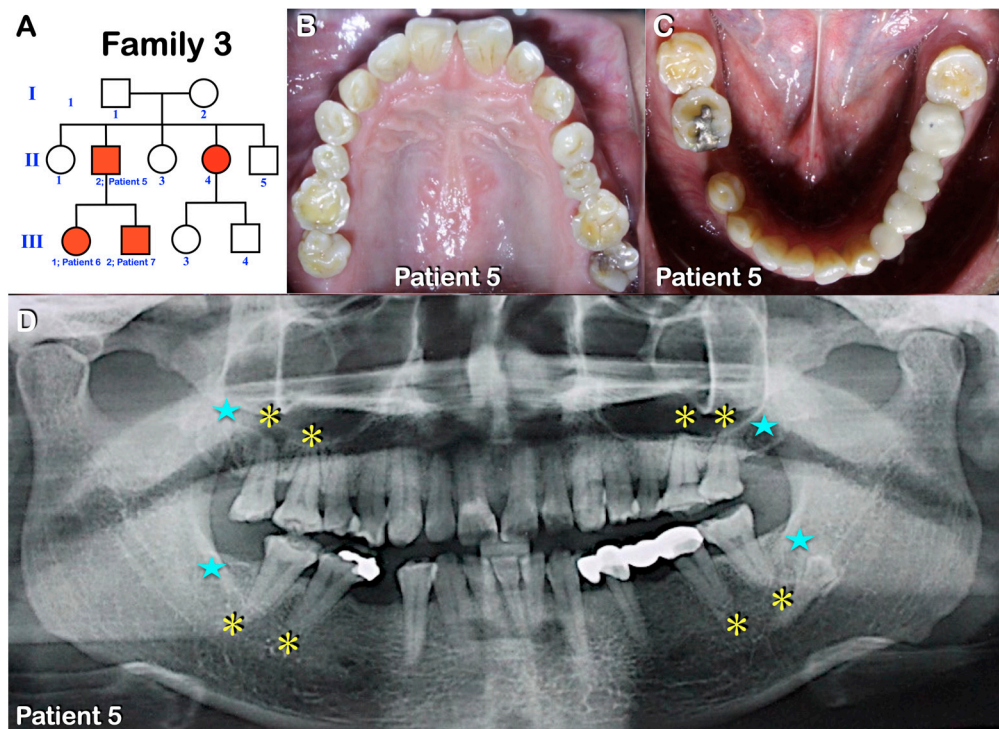 A
Family 3
I
1
1
2
II
1
2; Patient 5
3
4
5
III
1; Patient 6
2; Patient 7
3
4
B
Patient 5
C
Patient 5
D
Patient 5